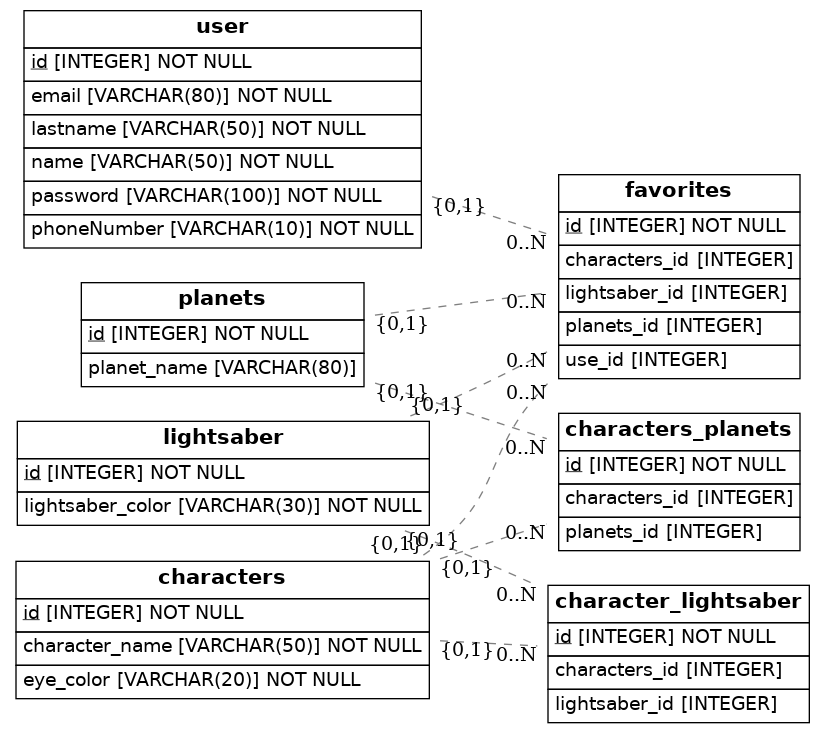 user
id [INTEGER] NOT NULL
email [VARCHAR(80)] NOT NULL
lastname [VARCHAR(50)] NOT NULL
name [VARCHAR(50)] NOT NULL
password [VARCHAR(100)] NOT NULL
phoneNumber [VARCHAR(10)] NOT NULL
{0,1}
0..N
planets
id [INTEGER] NOT NULL
planet_name [VARCHAR(80)]
{0,1}
0..N
{0,1}
0..N
lightsaber
id [INTEGER] NOT NULL
lightsaber_color [VARCHAR(30)] NOT NULL
{0,1}
0..N
{0,1}
0..N
characters
id [INTEGER] NOT NULL
character_name [VARCHAR(50)] NOT NULL
eye_color [VARCHAR(20)] NOT NULL
{0,1}
0..N
{0,1}
0..N
{0,1}
0..N
favorites
id [INTEGER] NOT NULL
characters_id [INTEGER]
lightsaber_id [INTEGER]
planets_id [INTEGER]
use_id [INTEGER]
characters_planets
id [INTEGER] NOT NULL
characters_id [INTEGER]
planets_id [INTEGER]
character_lightsaber
id [INTEGER] NOT NULL
characters_id [INTEGER]
lightsaber_id [INTEGER]